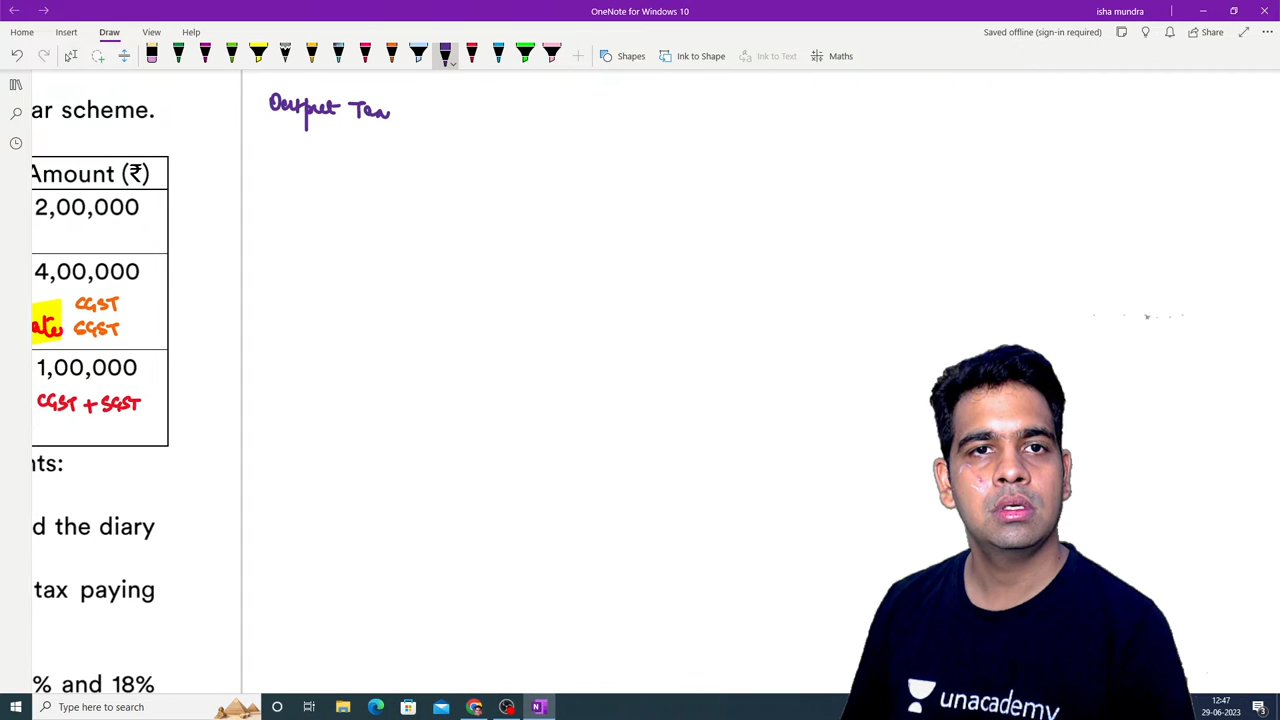 OneNote for Windows 10
isha mundra
Home Insert Draw View Help
Saved offline (sign-in required) Share
Shapes Ink to Shape Ink to Text Maths
ar scheme.
Output Tax
Amount (₹)
2,00,000
4,00,000
CGST
ate SGST
1,00,000
CGST + SGST
nts:
d the diary
tax paying
% and 18%
unacademy
Type here to search
12:47
29-06-2023
3